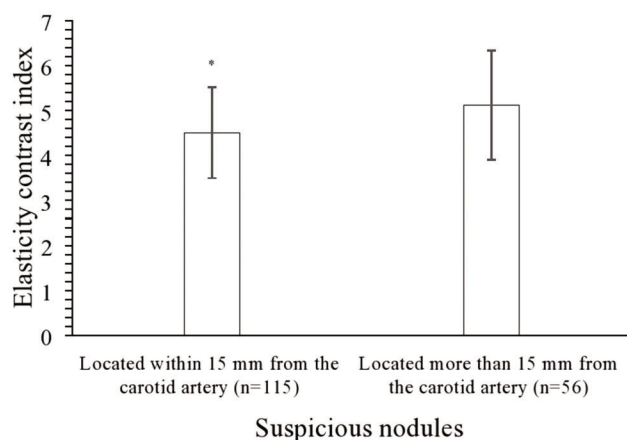 Elasticity contrast index
7
6
5
4
3
2
1
0
*
Located within 15 mm from the
carotid artery (n=115)
Located more than 15 mm from
the carotid artery (n=56)
Suspicious nodules